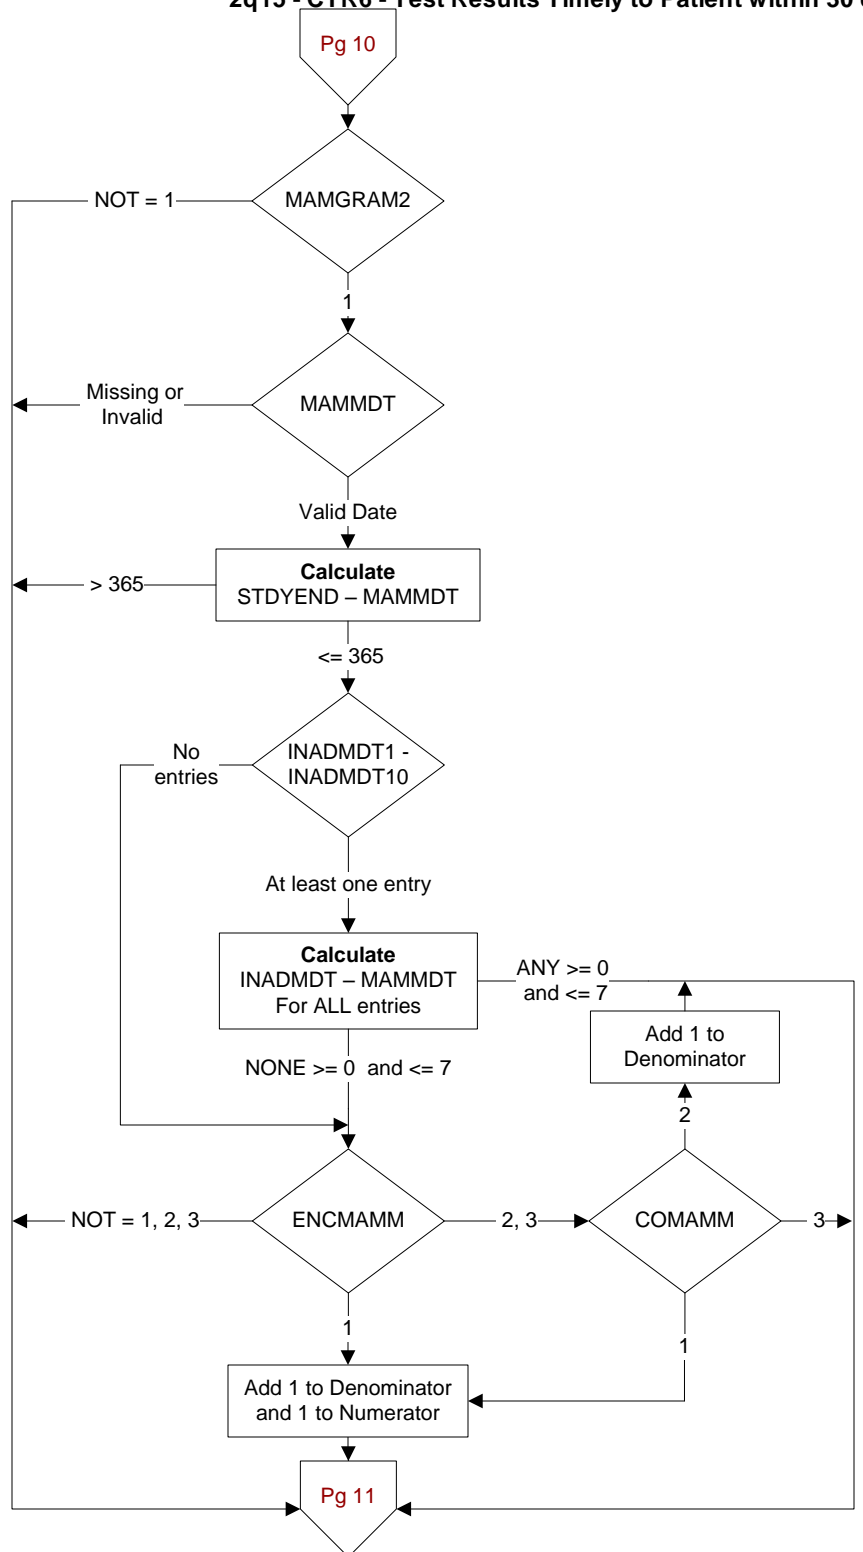 Pg 10
MAMGRAM2
NOT = 1
1
MAMMDT
Missing or
Invalid
Valid Date
Calculate
STDYEND – MAMMDT
> 365
<= 365
INADMDT1 -
INADMDT10
No
entries
At least one entry
Calculate
INADMDT – MAMMDT
For ALL entries
ANY >= 0
and <= 7
Add 1 to
Denominator
NONE >= 0 and <= 7
2
ENCMAMM
NOT = 1, 2, 3
2, 3
COMAMM
3
1
1
Add 1 to Denominator
and 1 to Numerator
Pg 11